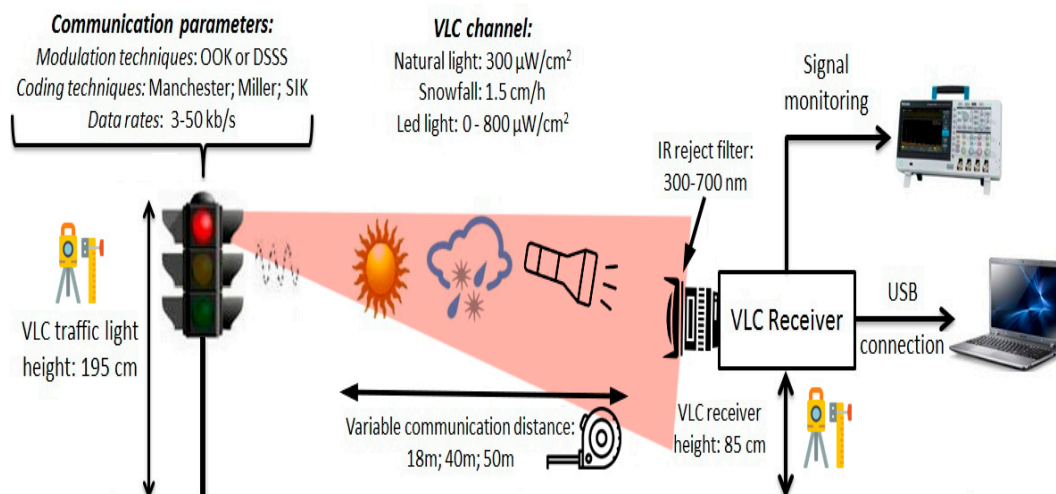 Communication parameters:
Modulation techniques: OOK or DSSS
Coding techniques: Manchester; Miller; SIK
Data rates: 3-50 kb/s
VLC channel:
Natural light: 300 µW/cm²
Snowfall: 1.5 cm/h
Led light: 0 - 800 µW/cm²
Signal
monitoring
IR reject filter:
300-700 nm
VLC traffic light
height: 195 cm
VLC Receiver
USB
connection
Variable communication distance:
18m; 40m; 50m
VLC receiver
height: 85 cm